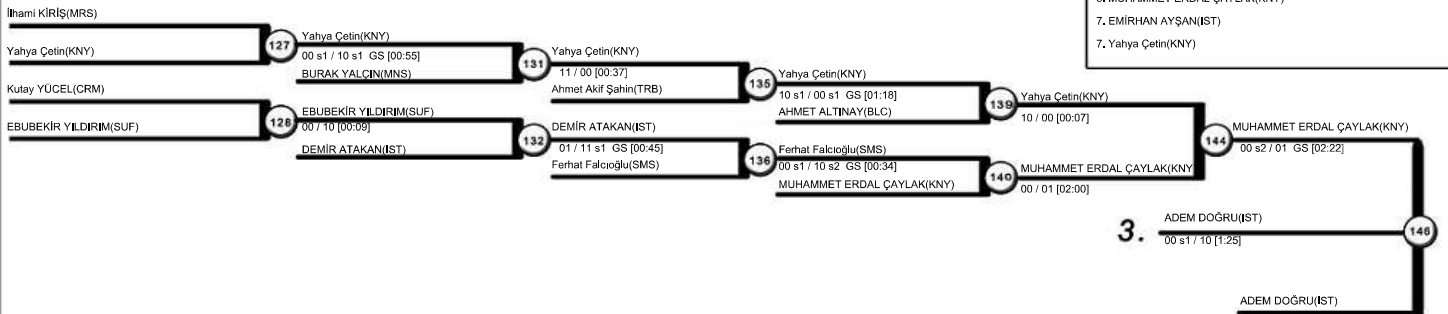 İlhami KİRİŞ(MRS)
Yahya Çetin(KNY)
Kutay YÜCEL(CRM)
EBUBEKİR YILDIRIM(SUF)
127
128
Yahya Çetin(KNY)
00 s1 / 10 s1 GS [00:55]
BURAK YALÇIN(MNS)
EBUBEKİR YILDIRIM(SUF)
00 / 10 [00:09]
DEMİR ATAKAN(İST)
131
132
Yahya Çetin(KNY)
11 / 00 [00:37]
Ahmet Akif Şahin(TRB)
DEMİR ATAKAN(İST)
01 / 11 s1 GS [00:45]
Ferhat Falcıoğlu(SMS)
135
136
Yahya Çetin(KNY)
10 s1 / 00 s1 GS [01:18]
AHMET ALTINAY(BLC)
Ferhat Falcıoğlu(SMS)
00 s1 / 10 s2 GS [00:34]
MUHAMMET ERDAL ÇAYLAK(KNY)
139
140
Yahya Çetin(KNY)
10 / 00 [00:07]
MUHAMMET ERDAL ÇAYLAK(KNY
00 / 01 [02:00]
144
MUHAMMET ERDAL ÇAYLAK(KNY)
00 s2 / 01 GS [02:22]
3.
ADEM DOĞRU(İST)
00 s1 / 10 [1:25]
146
ADEM DOĞRU(İST)
7. EMİRHAN AYŞAN(İST)
7. Yahya Çetin(KNY)